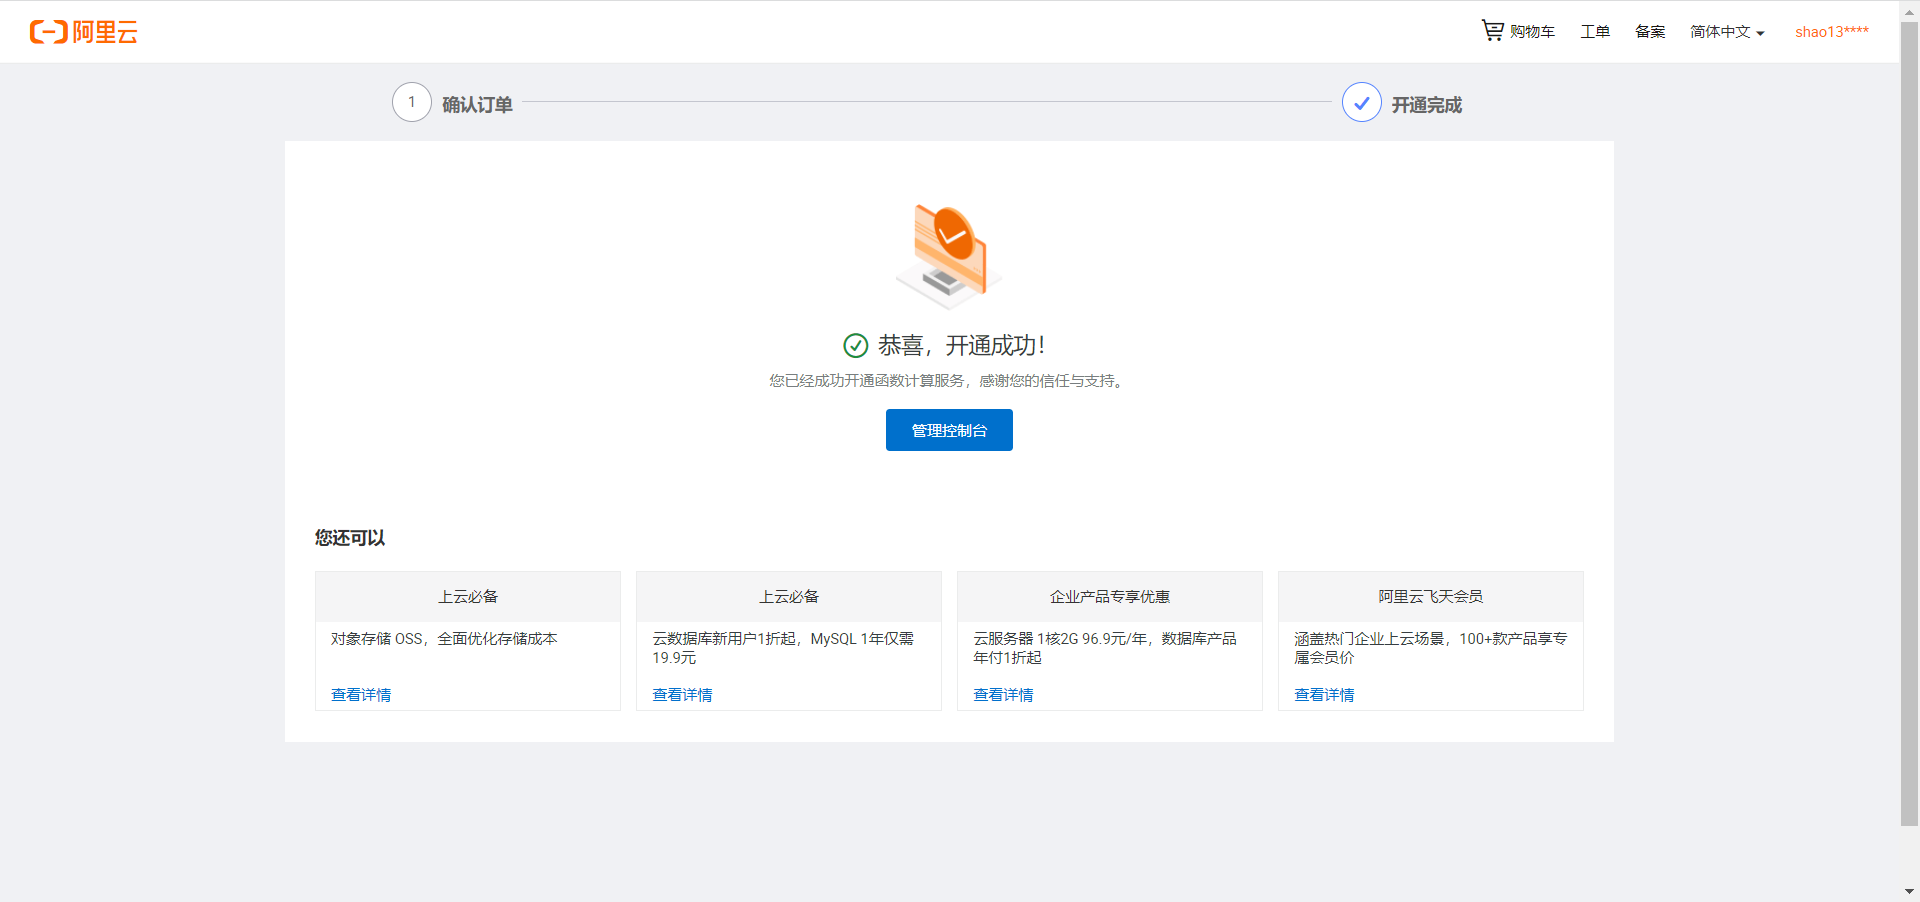 阿里云
购物车 工单 备案 简体中文 shao13****
1 确认订单 开通完成
恭喜，开通成功！
您已经成功开通函数计算服务，感谢您的信任与支持。
管理控制台
您还可以
上云必备
对象存储 OSS，全面优化存储成本
查看详情
上云必备
云数据库新用户1折起，MySQL 1年仅需
19.9元
查看详情
企业产品专享优惠
云服务器 1核2G 96.9元/年，数据库产品
年付1折起
查看详情
阿里云飞天会员
涵盖热门企业上云场景，100+款产品享专
属会员价
查看详情